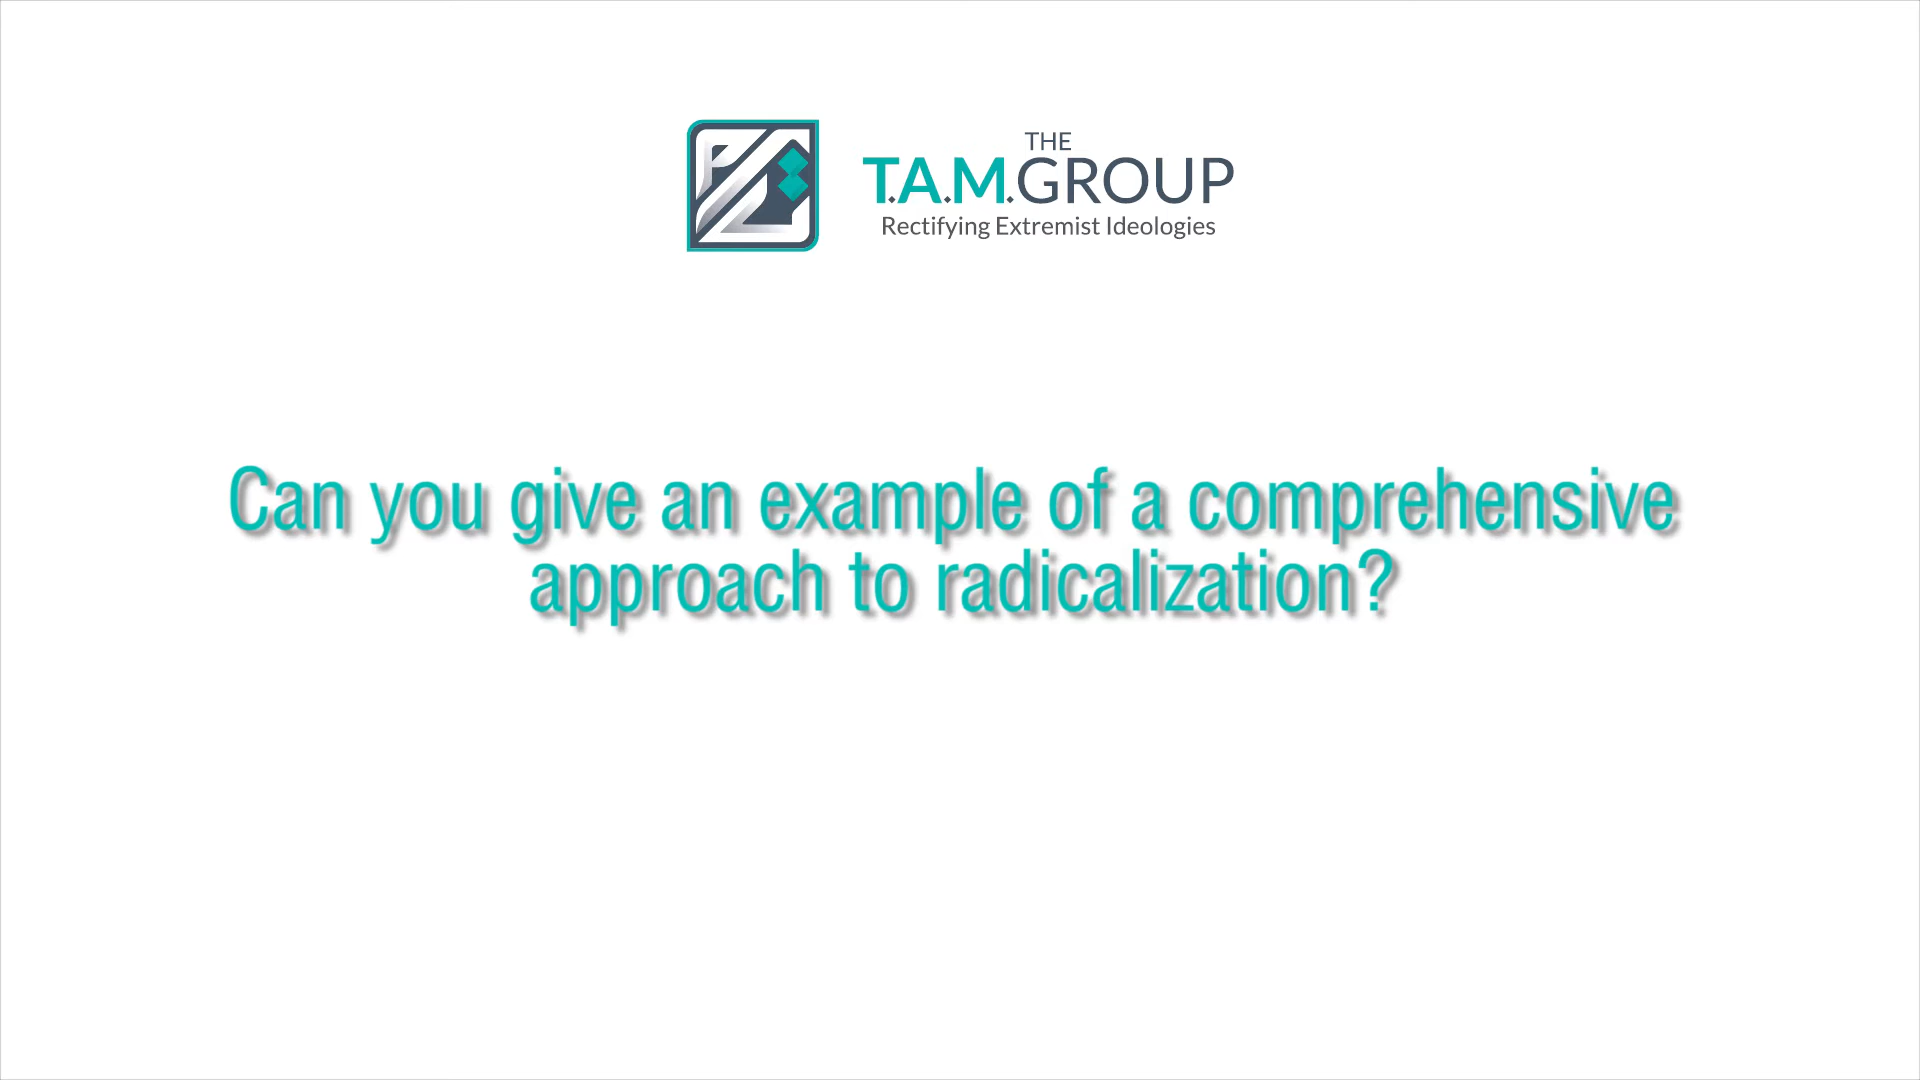 THE
T.A.M.GROUP
Rectifying Extremist Ideologies
Can you give an example of a comprehensive
approach to radicalization?